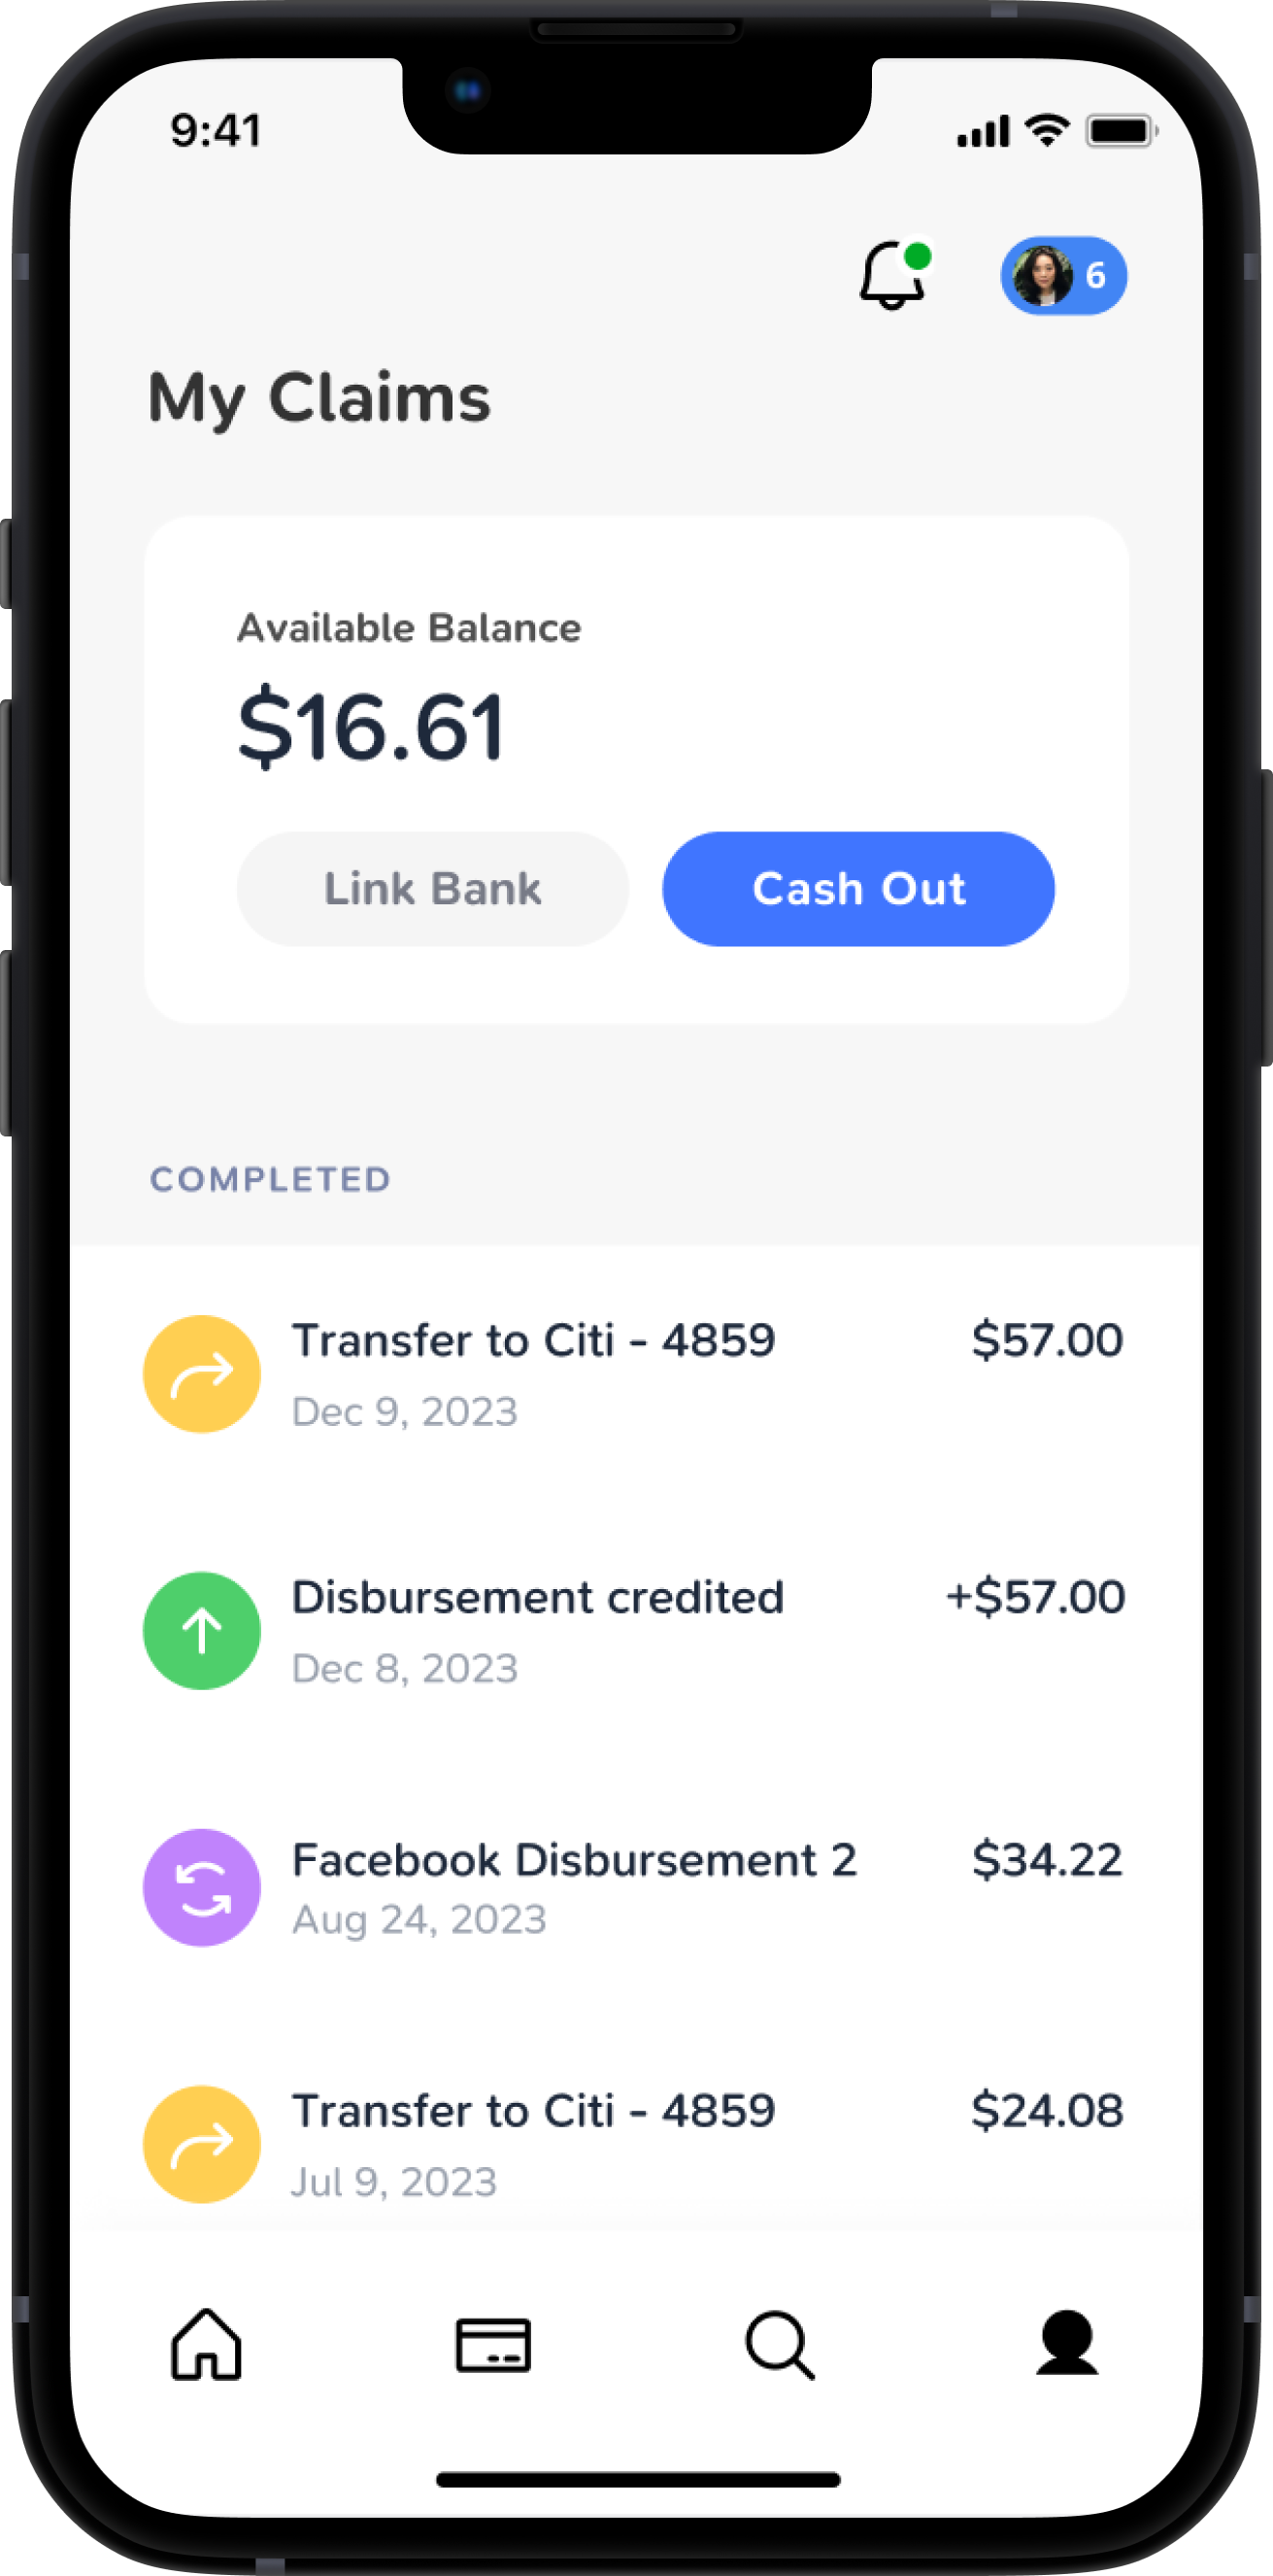 9:41
6
My Claims
Available Balance
$16.61
Link Bank
Cash Out
COMPLETED
Transfer to Citi - 4859 $57.00
Dec 9, 2023
Disbursement credited +$57.00
Dec 8, 2023
Facebook Disbursement 2 $34.22
Aug 24, 2023
Transfer to Citi - 4859 $24.08
Jul 9, 2023